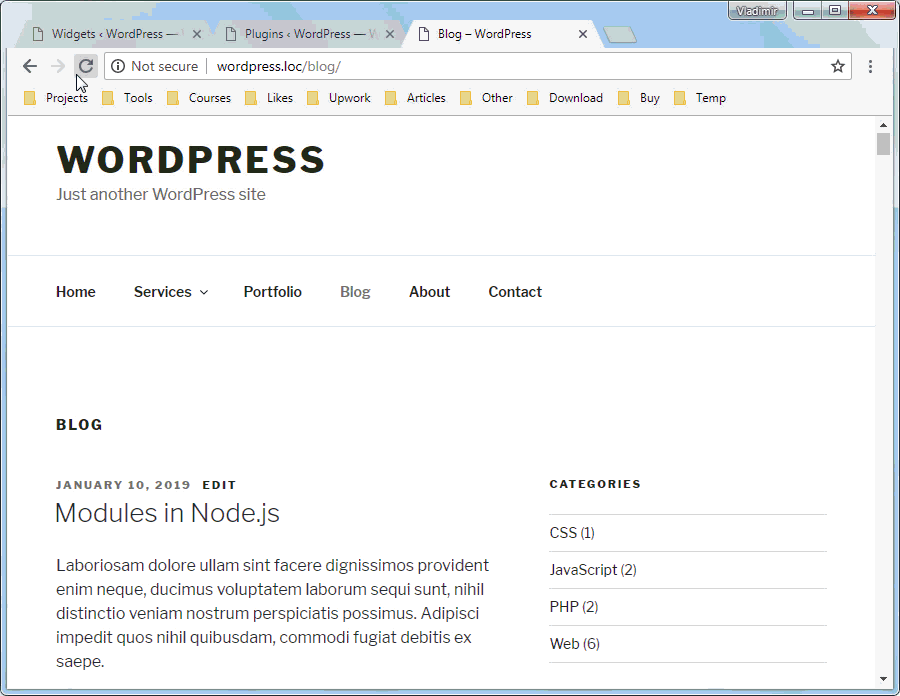 Vladimir
Widgets ‹ WordPress —
Plugins ‹ WordPress — W
Blog – WordPress
Not secure
wordpress.loc/blog/
Projects Tools Courses Likes Upwork Articles Other Download Buy Temp
WORDPRESS
Just another WordPress site
Home Services Portfolio Blog About Contact
BLOG
JANUARY 10, 2019 EDIT
Modules in Node.js
Laboriosam dolore ullam sint facere dignissimos provident
enim neque, ducimus voluptatem laborum sequi sunt, nihil
distinctio veniam nostrum perspiciatis possimus. Adipisci
impedit quos nihil quibusdam, commodi fugiat debitis ex
saepe.
CATEGORIES
CSS (1)
JavaScript (2)
PHP (2)
Web (6)